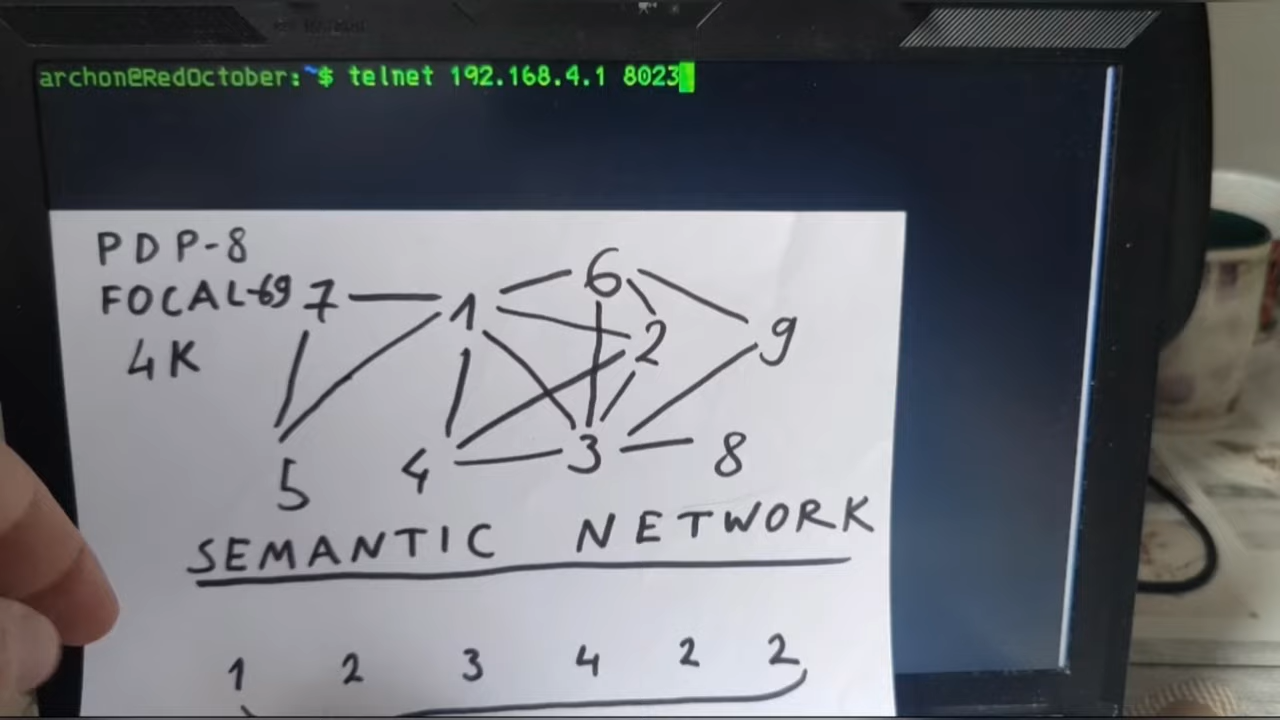 archon@RedOctober:~$ telnet 192.168.4.1 8023
PDP-8
FOCAL-69
4K
7 1 6
2 9
5 4 3 8
SEMANTIC NETWORK
1 2 3 4 2 2